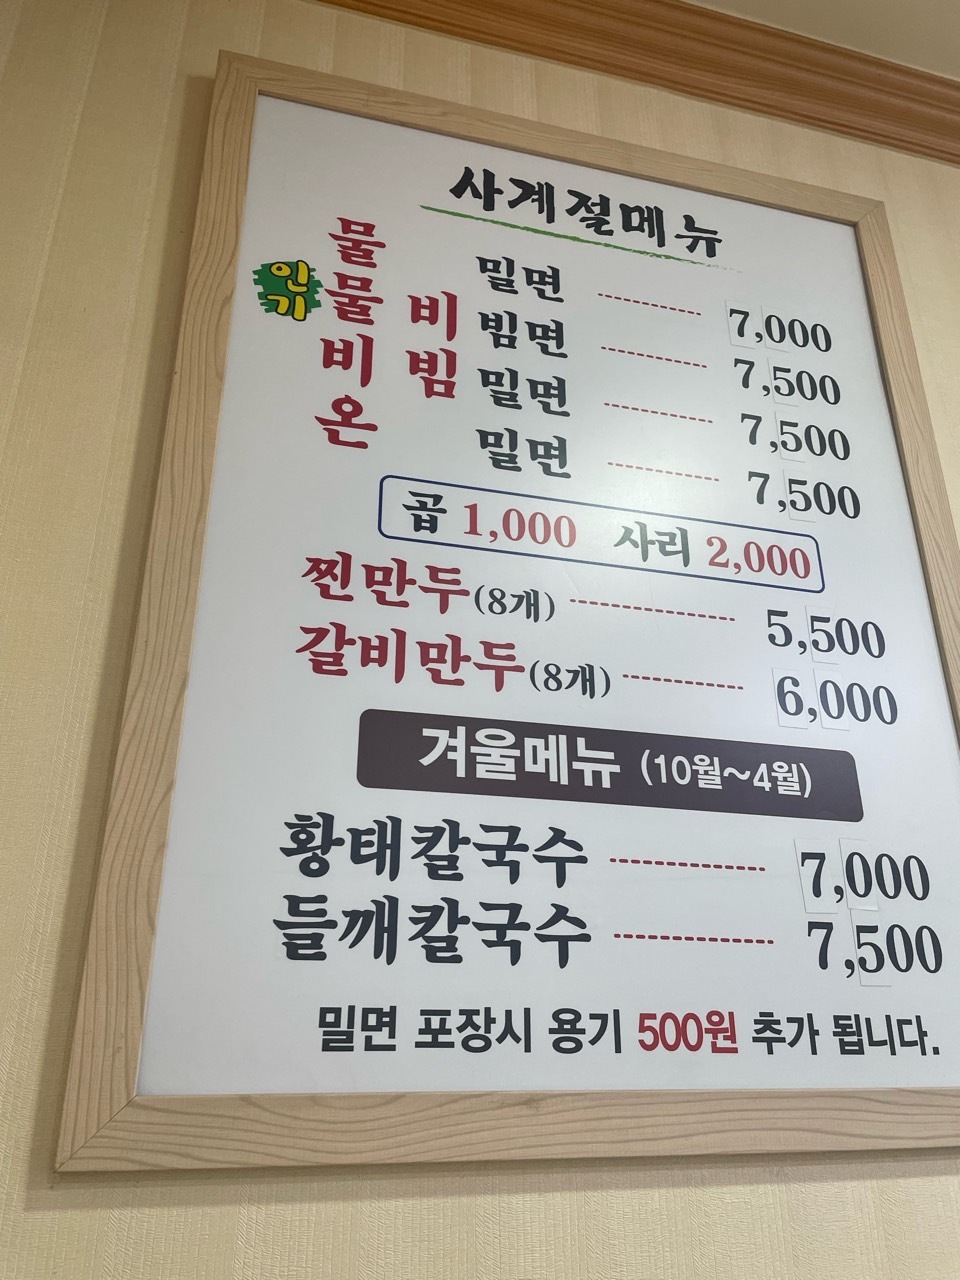 사계절메뉴
물 밀면 7,000
인기 물 비 빔면 7,500
비 빔 밀면 7,500
온 밀면 7,500
곱 1,000 사리 2,000
찐만두(8개) 5,500
갈비만두(8개) 6,000
겨울메뉴 (10월~4월)
황태칼국수 7,000
들깨칼국수 7,500
밀면 포장시 용기 500원 추가 됩니다.